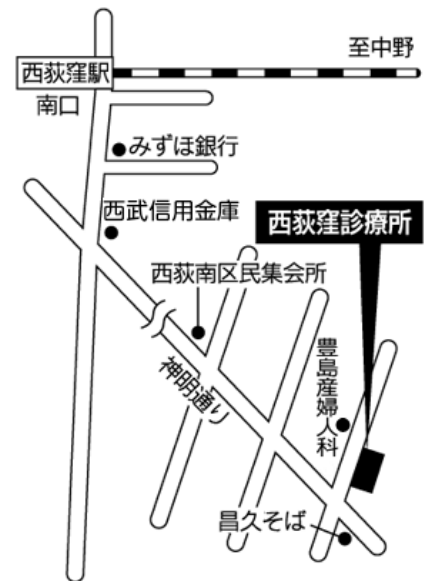 至中野
西荻窪駅
南口
みずほ銀行
西武信用金庫
西荻窪診療所
西荻南区民集会所
豊島産婦人科
神明通り
昌久そば